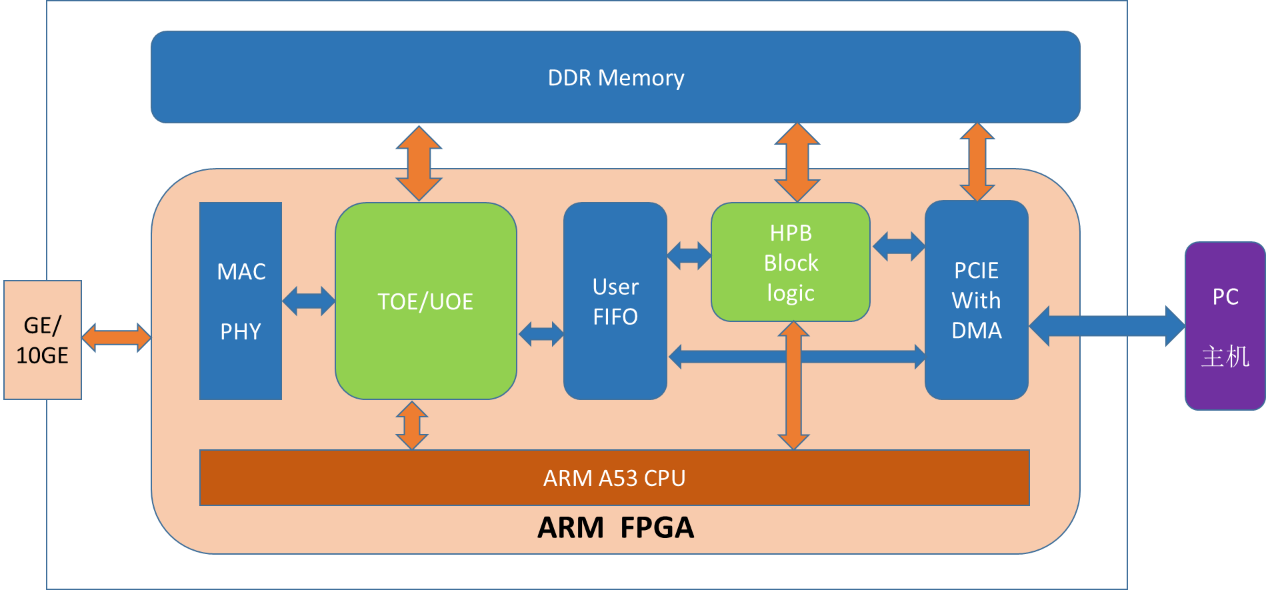 DDR Memory
MAC
PHY
TOE/UOE
User
FIFO
HPB
Block
logic
PCIE
With
DMA
GE/
10GE
PC
主机
ARM A53 CPU
ARM FPGA